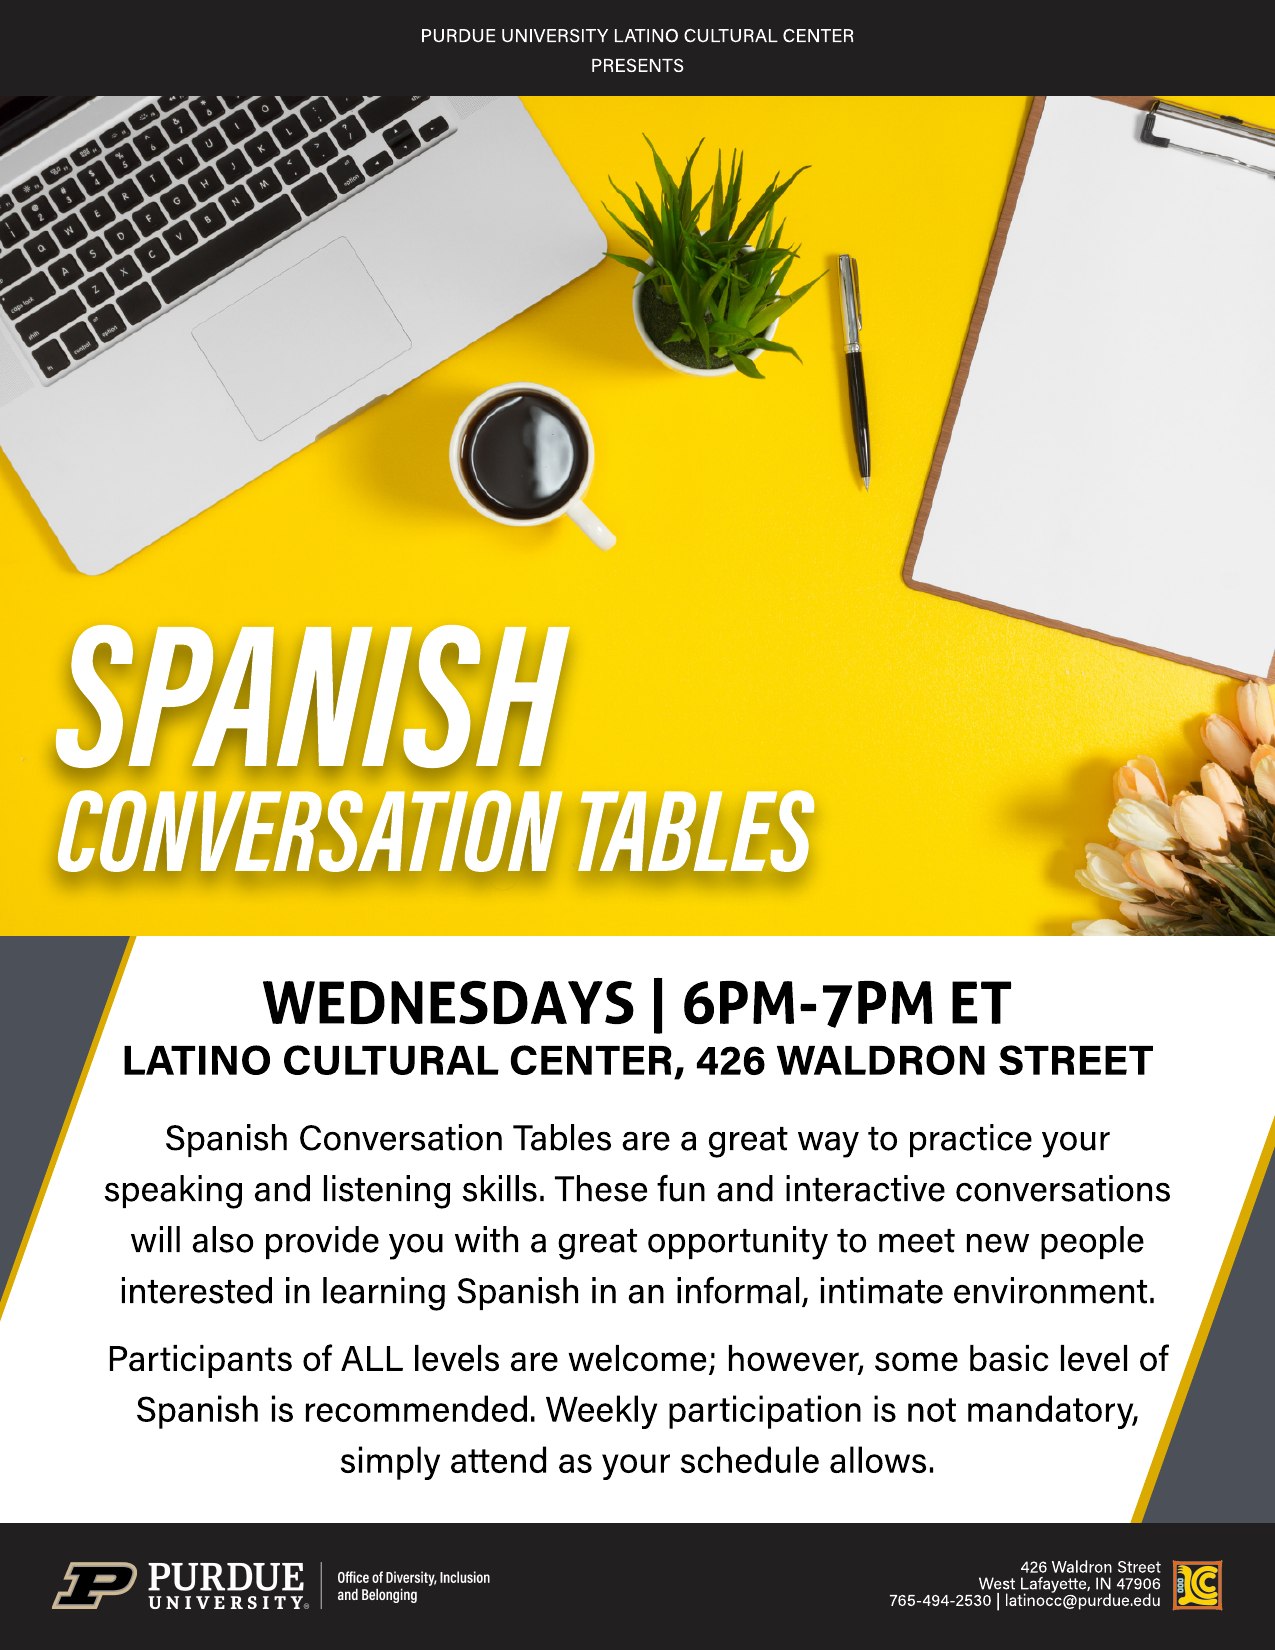 PURDUE UNIVERSITY LATINO CULTURAL CENTER
PRESENTS
SPANISH
CONVERSATION TABLES
WEDNESDAYS | 6PM-7PM ET
LATINO CULTURAL CENTER, 426 WALDRON STREET
Spanish Conversation Tables are a great way to practice your
speaking and listening skills. These fun and interactive conversations
will also provide you with a great opportunity to meet new people
interested in learning Spanish in an informal, intimate environment.
Participants of ALL levels are welcome; however, some basic level of
Spanish is recommended. Weekly participation is not mandatory,
simply attend as your schedule allows.
P PURDUE
UNIVERSITY®
Office of Diversity, Inclusion
and Belonging
426 Waldron Street
West Lafayette, IN 47906
765-494-2530 | latinocc@purdue.edu